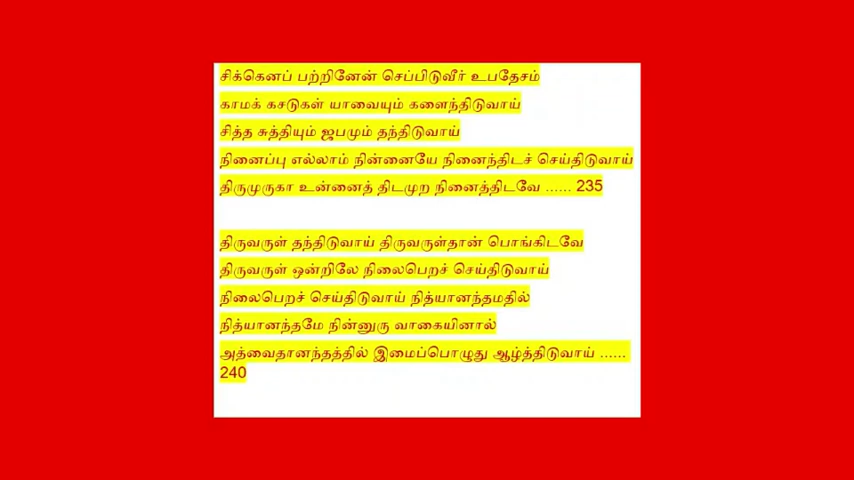 சிக்கெனப் பற்றினேன் செப்பிடுவீர் உபதேசம்
காமக் கசடுகள் யாவையும் களைந்திடுவாய்
சித்த சுத்தியும் ஜபமும் தந்திடுவாய்
நினைப்பு எல்லாம் நின்னையே நினைந்திடச் செய்திடுவாய்
திருமுருகா உன்னைத் திடமுற நினைத்திடவே ...... 235
திருவருள் தந்திடுவாய் திருவருள்தான் பொங்கிடவே
திருவருள் ஒன்றிலே நிலைபெறச் செய்திடுவாய்
நிலைபெறச் செய்திடுவாய் நித்யானந்தமதில்
நித்யானந்தமே நின்னுரு வாகையினால்
அத்வைதானந்தத்தில் இமைப்பொழுது ஆழ்த்திடுவாய் ......
240